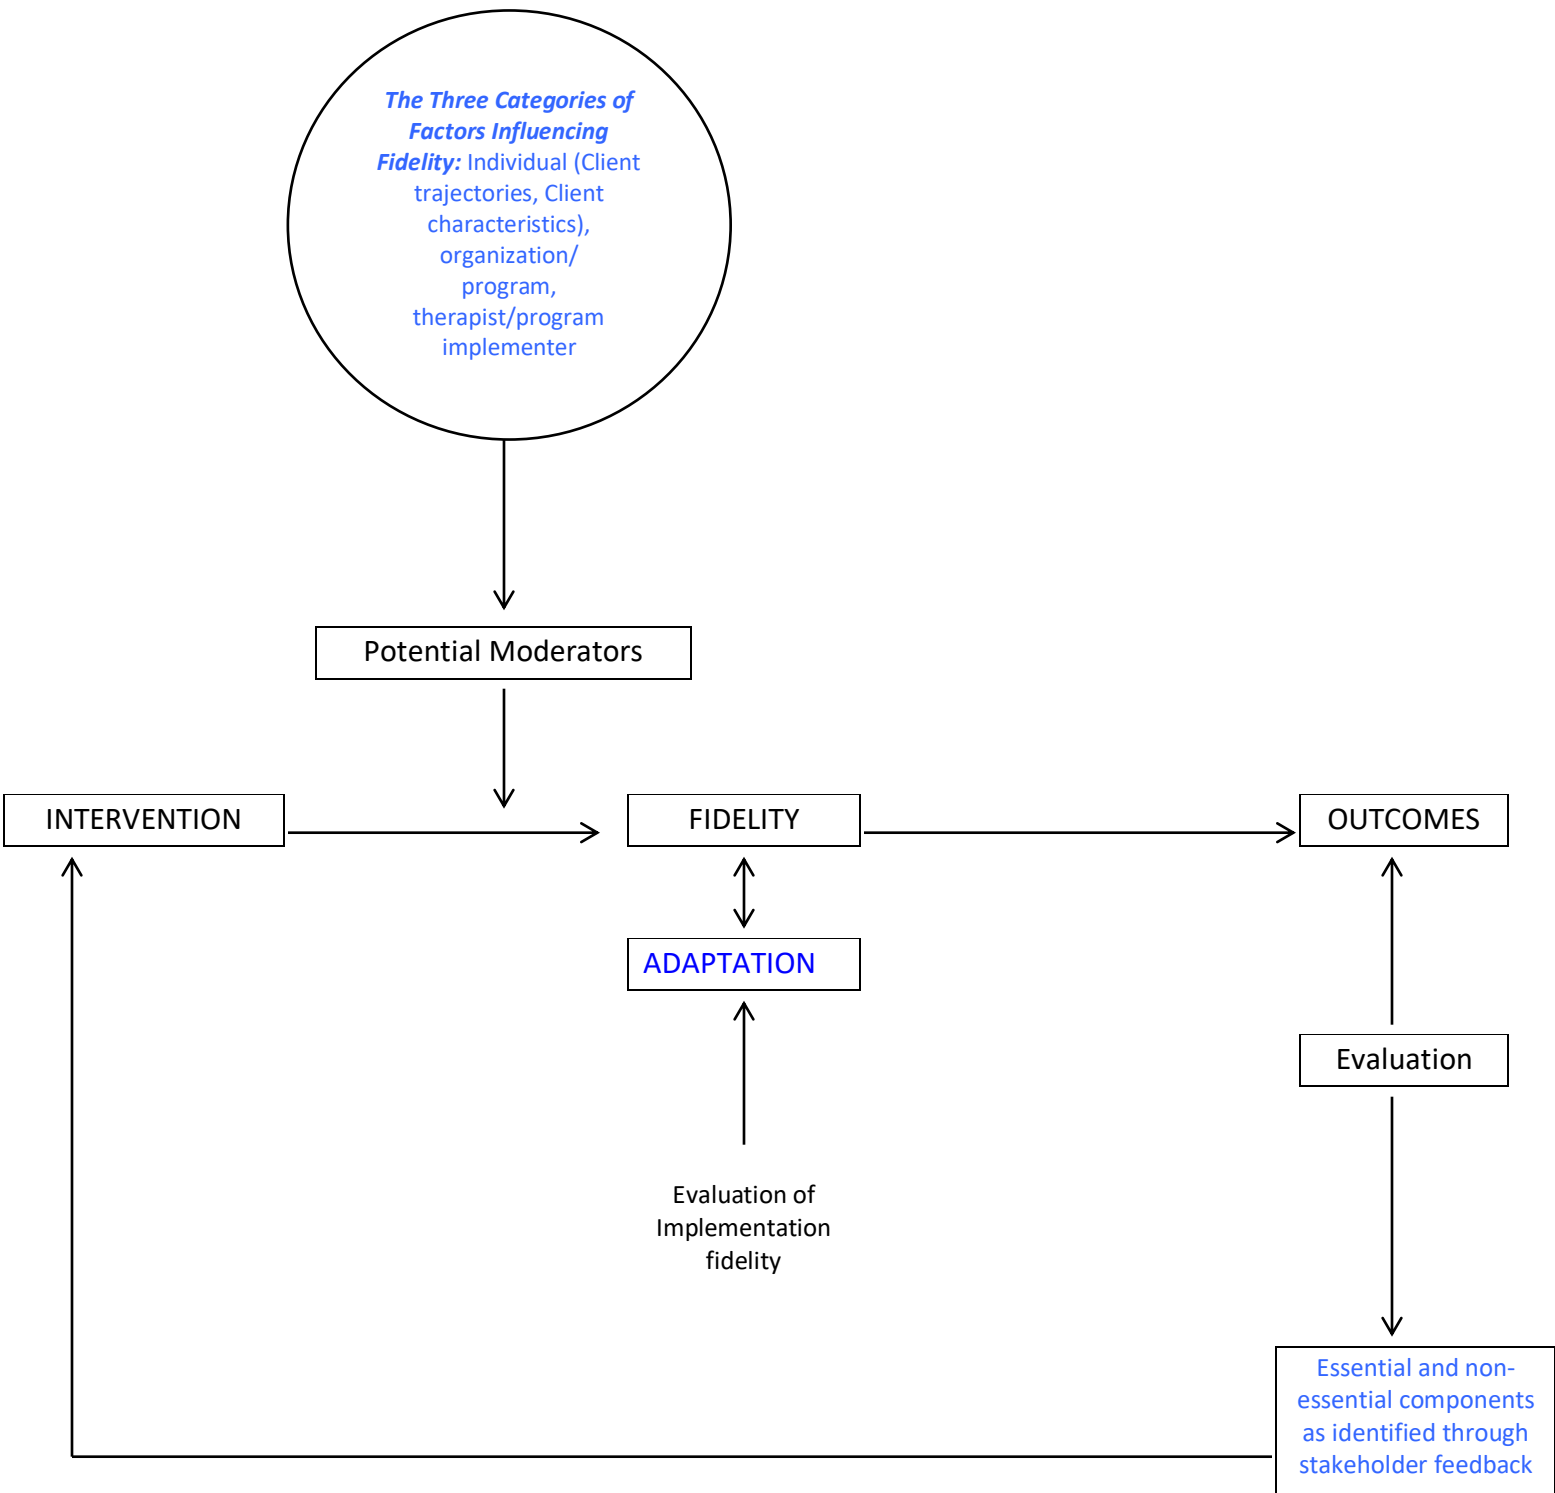 The Three Categories of
Factors Influencing
Fidelity: Individual (Client
trajectories, Client
characteristics),
organization/
program,
therapist/program
implementer
Potential Moderators
INTERVENTION
FIDELITY
OUTCOMES
ADAPTATION
Evaluation
Evaluation of
Implementation
fidelity
Essential and non-
essential components
as identified through
stakeholder feedback